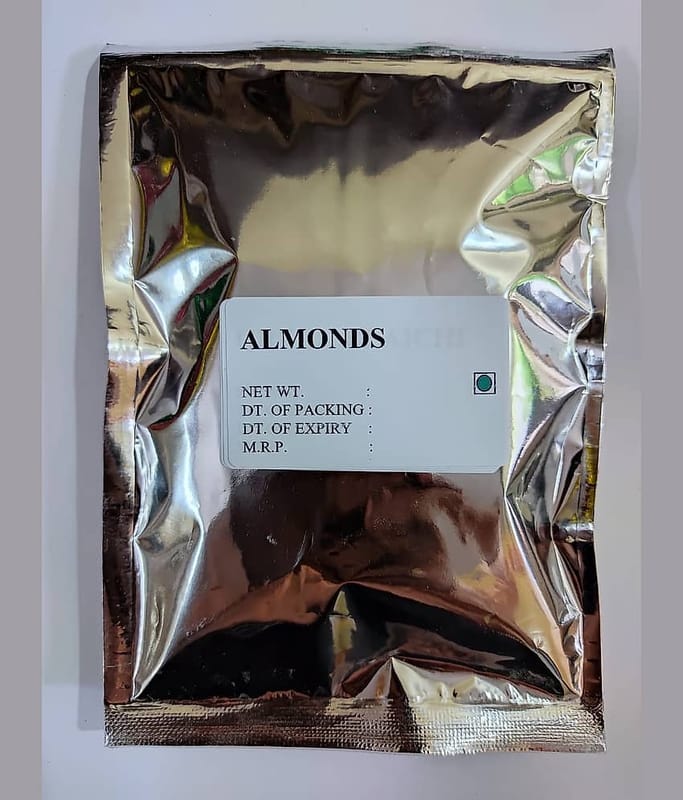 ALMONDS
NET WT. :
DT. OF PACKING :
DT. OF EXPIRY :
M.R.P. :